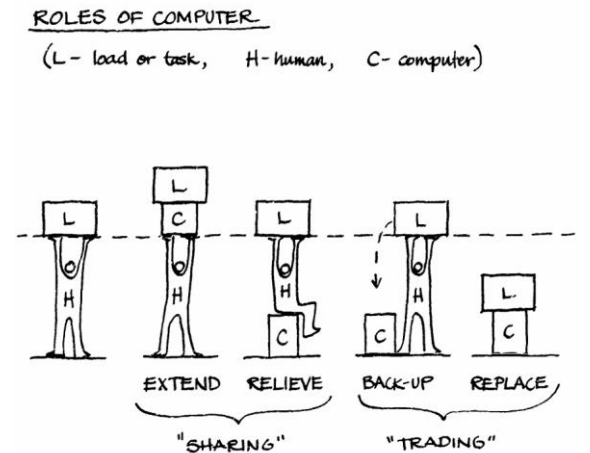 ROLES OF COMPUTER
(L- load or task, H-human, C- computer)
L
L L C L L
L
H H H H
C C C
EXTEND RELIEVE BACK-UP REPLACE
"SHARING" "TRADING"